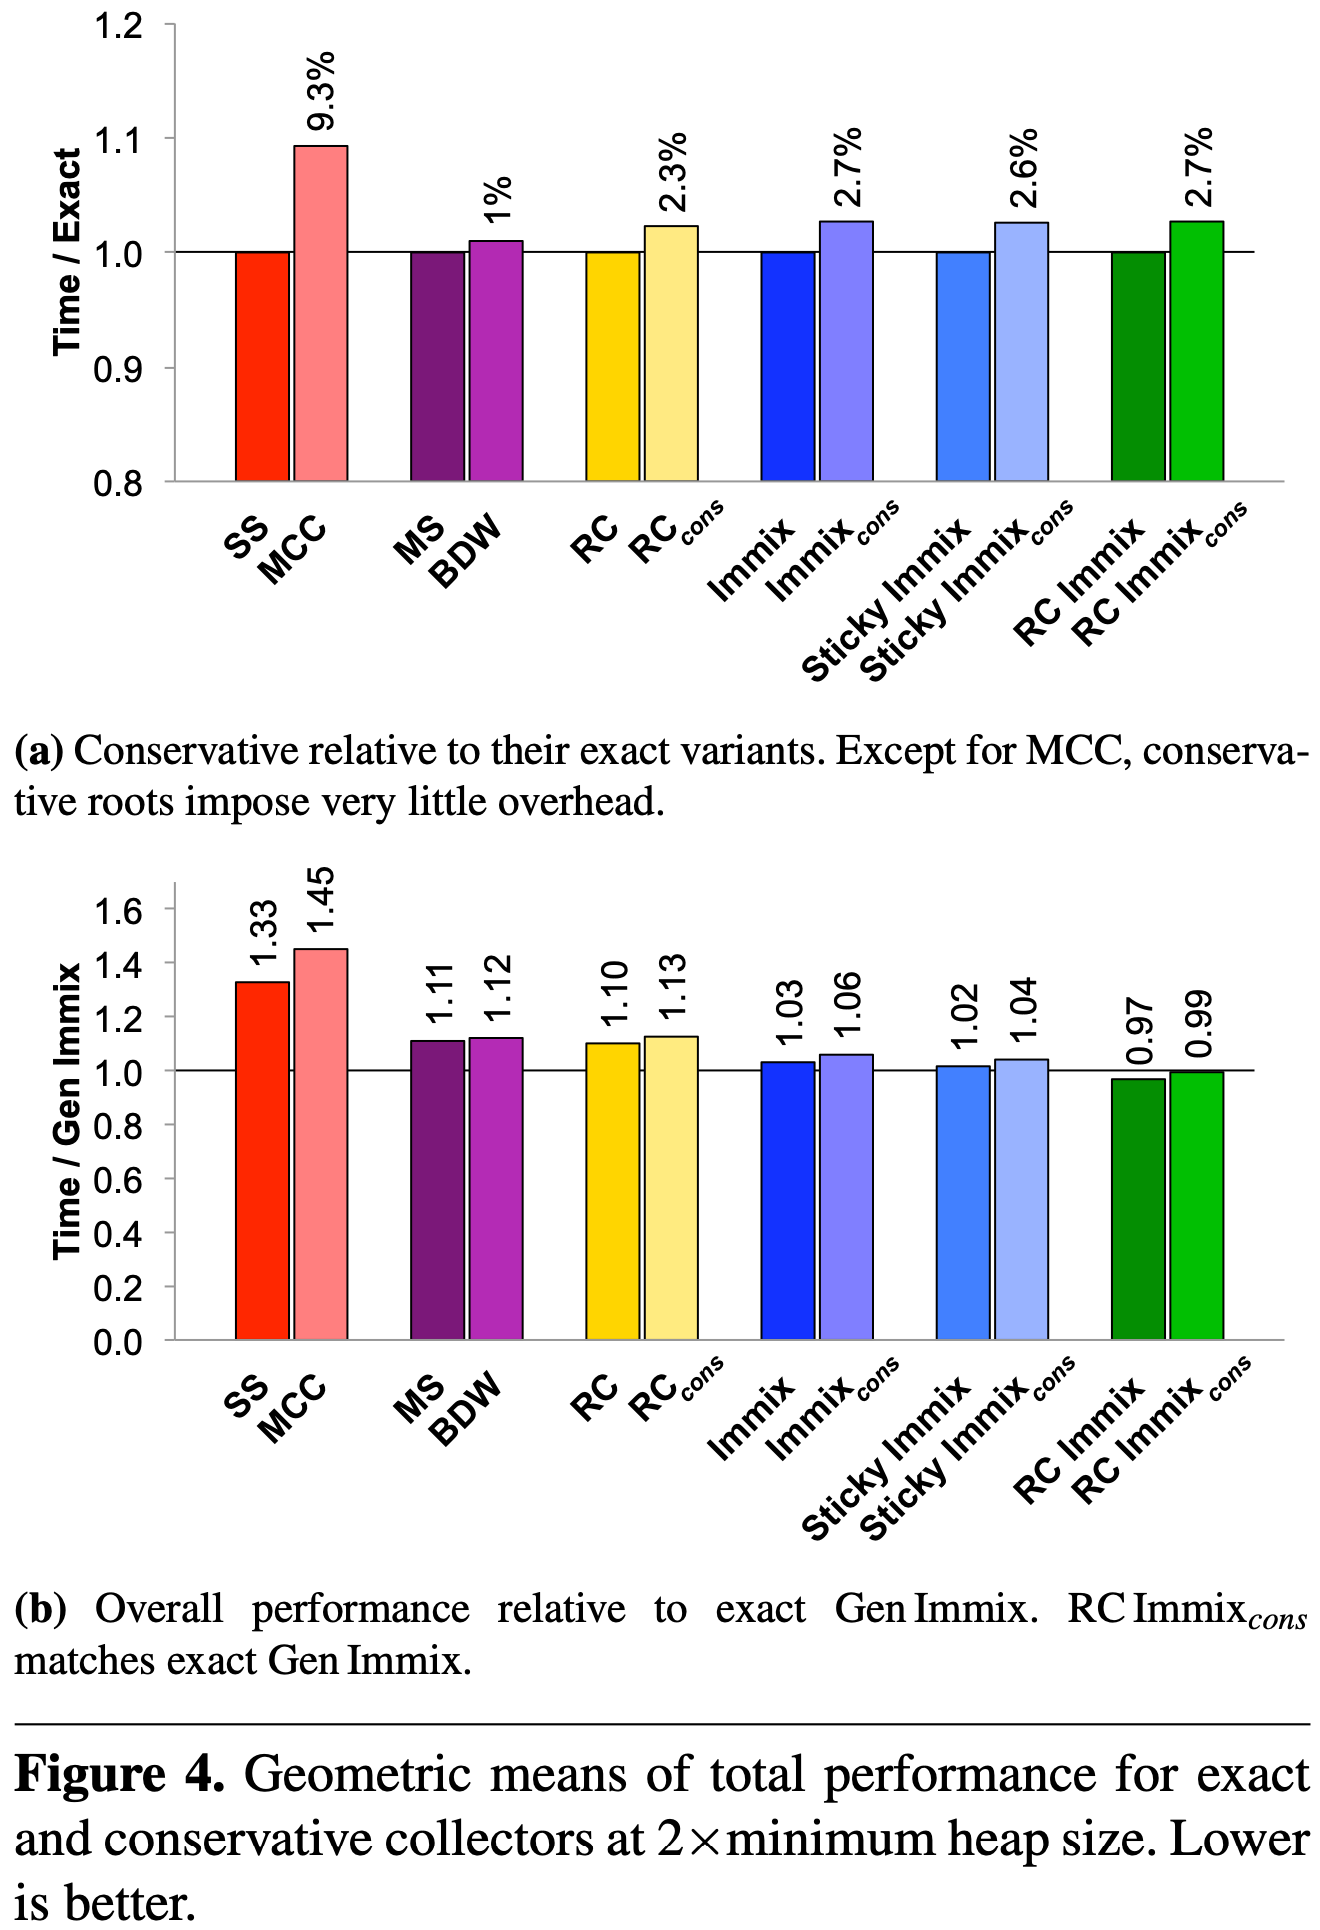 1.2
1.1
1.0
0.9
0.8
Time / Exact
9.3%
1%
2.3%
2.7%
2.6%
2.7%
SS
MCC
MS
BDW
RC
RCcons
Immix
Immixcons
Sticky Immix
Sticky Immixcons
RC Immix
RC Immixcons
(a) Conservative relative to their exact variants. Except for MCC, conserva-
tive roots impose very little overhead.
1.6
1.4
1.2
1.0
0.8
0.6
0.4
0.2
0.0
Time / Gen Immix
1.33
1.45
1.11
1.12
1.10
1.13
1.03
1.06
1.02
1.04
0.97
0.99
SS
MCC
MS
BDW
RC
RCcons
Immix
Immixcons
Sticky Immix
Sticky Immixcons
RC Immix
RC Immixcons
(b) Overall performance relative to exact Gen Immix. RC Immixcons
matches exact Gen Immix.
Figure 4. Geometric means of total performance for exact
and conservative collectors at 2×minimum heap size. Lower
is better.